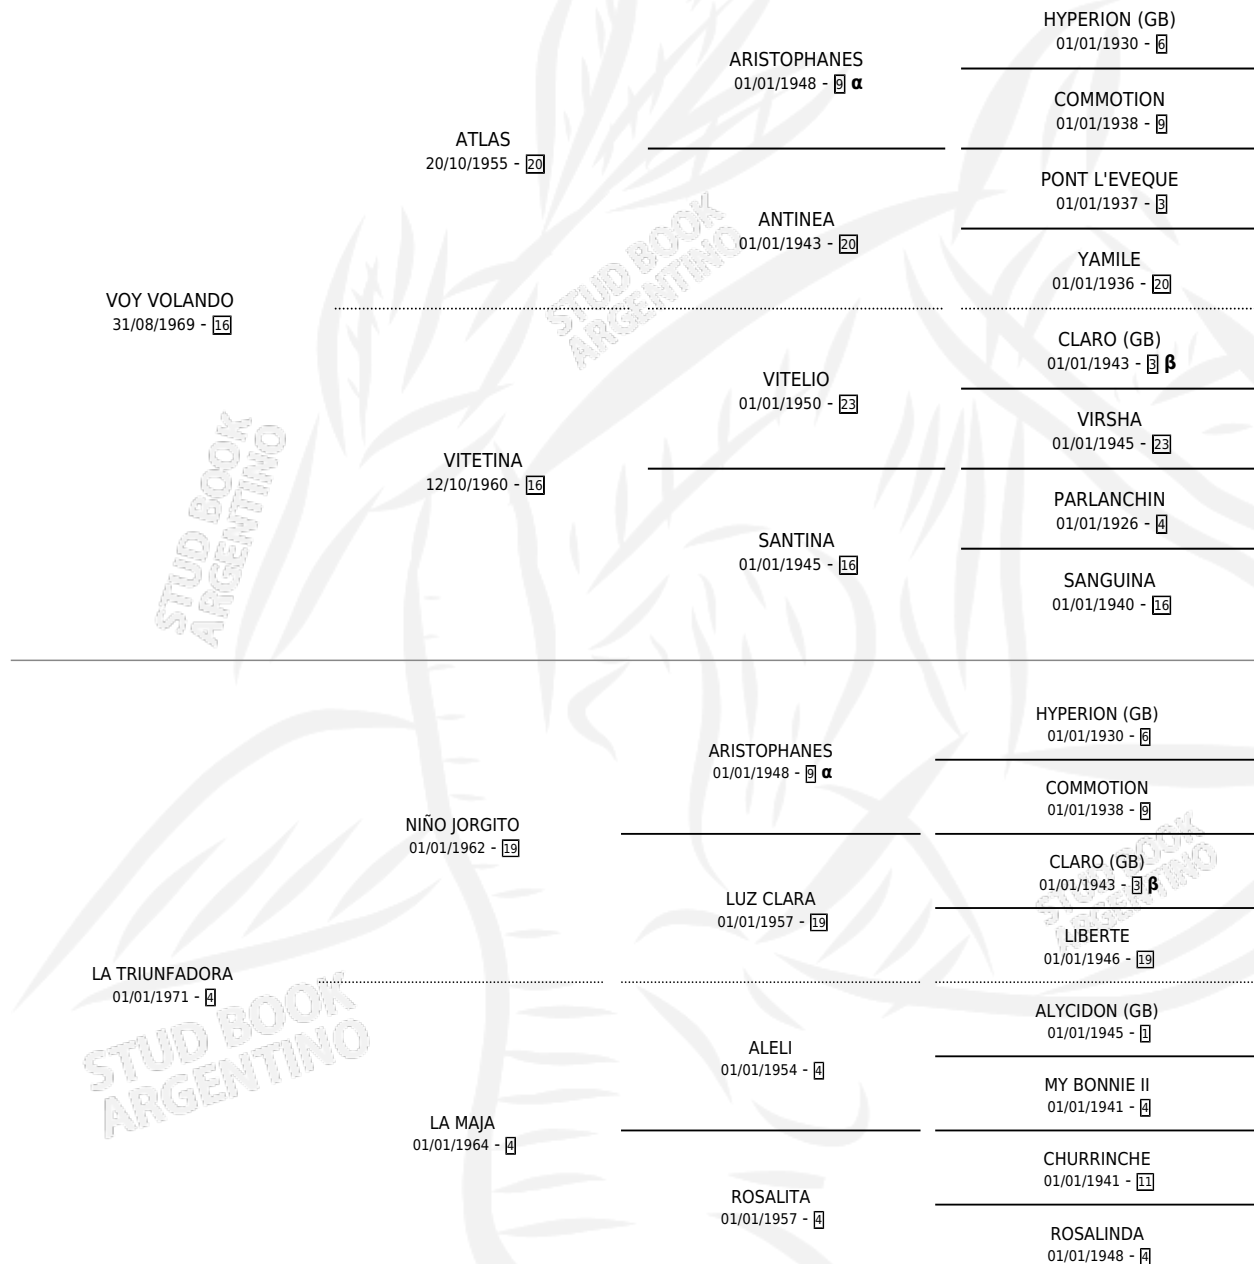 HYPERION (GB)
01/01/1930 - 6
ARISTOPHANES
01/01/1948 - 9 α
COMMOTION
01/01/1938 - 9
ATLAS
20/10/1955 - 20
PONT L'EVEQUE
01/01/1937 - 3
ANTINEA
01/01/1943 - 20
YAMILE
01/01/1936 - 20
STUD BOOK
ARGENTINO
VOY VOLANDO
31/08/1969 - 16
CLARO (GB)
01/01/1943 - 3 β
VITELIO
01/01/1950 - 23
VIRSHA
01/01/1945 - 23
VITETINA
12/10/1960 - 16
PARLANCHIN
01/01/1926 - 4
SANTINA
01/01/1945 - 16
SANGUINA
01/01/1940 - 16
STUD BOOK
ARGENTINO
HYPERION (GB)
01/01/1930 - 6
ARISTOPHANES
01/01/1948 - 9 α
COMMOTION
01/01/1938 - 9
NIÑO JORGITO
01/01/1962 - 19
CLARO (GB)
01/01/1943 - 3 β
LUZ CLARA
01/01/1957 - 19
LIBERTE
01/01/1946 - 19
STUD BOOK
ARGENTINO
LA TRIUNFADORA
01/01/1971 - 4
ALYCIDON (GB)
01/01/1945 - 1
ALELI
01/01/1954 - 4
MY BONNIE II
01/01/1941 - 4
STUD BOOK
ARGENTINO
LA MAJA
01/01/1964 - 4
CHURRINCHE
01/01/1941 - 11
ROSALITA
01/01/1957 - 4
ROSALINDA
01/01/1948 - 4